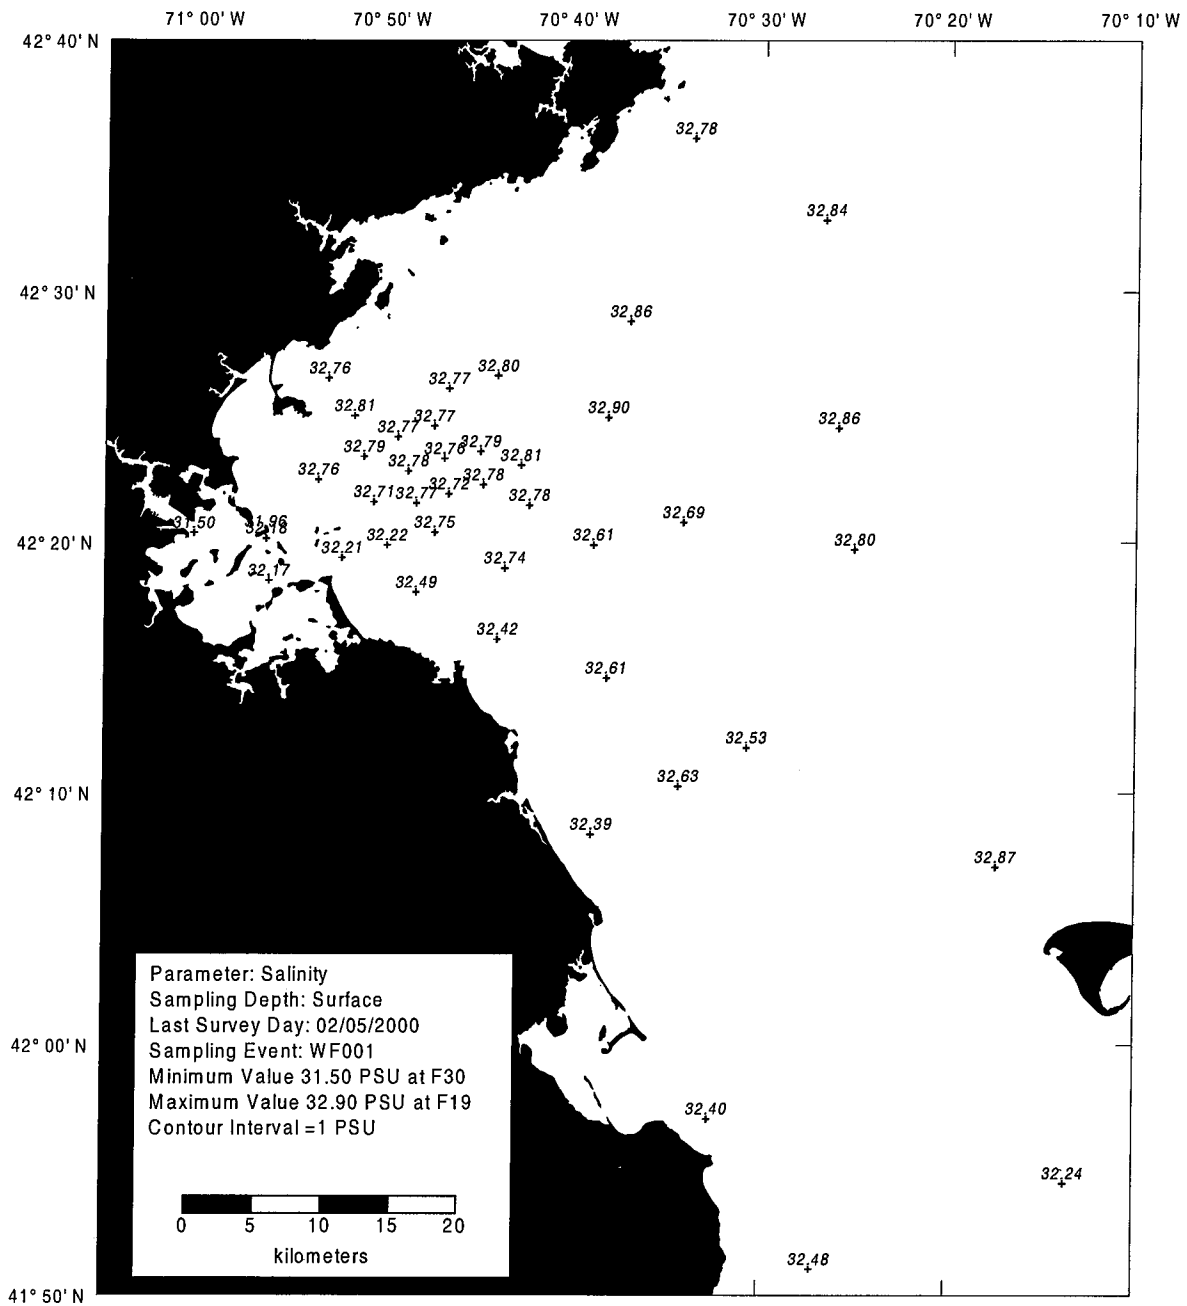 71° 00' W 70° 50' W 70° 40' W 70° 30' W 70° 20' W 70° 10' W
42° 40' N
32.78
32.84
42° 30' N
32.86
32.76
32.77
32.80
32.81
32.77
32.90
32.86
32.77
32.79
32.76
32.79
32.81
32.76
32.78
32.72
32.78
32.71
32.77
32.78
31.50
31.96
32.18
32.22
32.75
32.61
32.69
32.80
42° 20' N
32.21
32.74
32.17
32.49
32.42
32.61
32.53
32.63
42° 10' N
32.39
32.87
Parameter: Salinity
Sampling Depth: Surface
Last Survey Day: 02/05/2000
Sampling Event: WF001
Minimum Value 31.50 PSU at F30
Maximum Value 32.90 PSU at F19
Contour Interval =1 PSU
0 5 10 15 20
kilometers
42° 00' N
32.40
32.24
32.48
41° 50' N